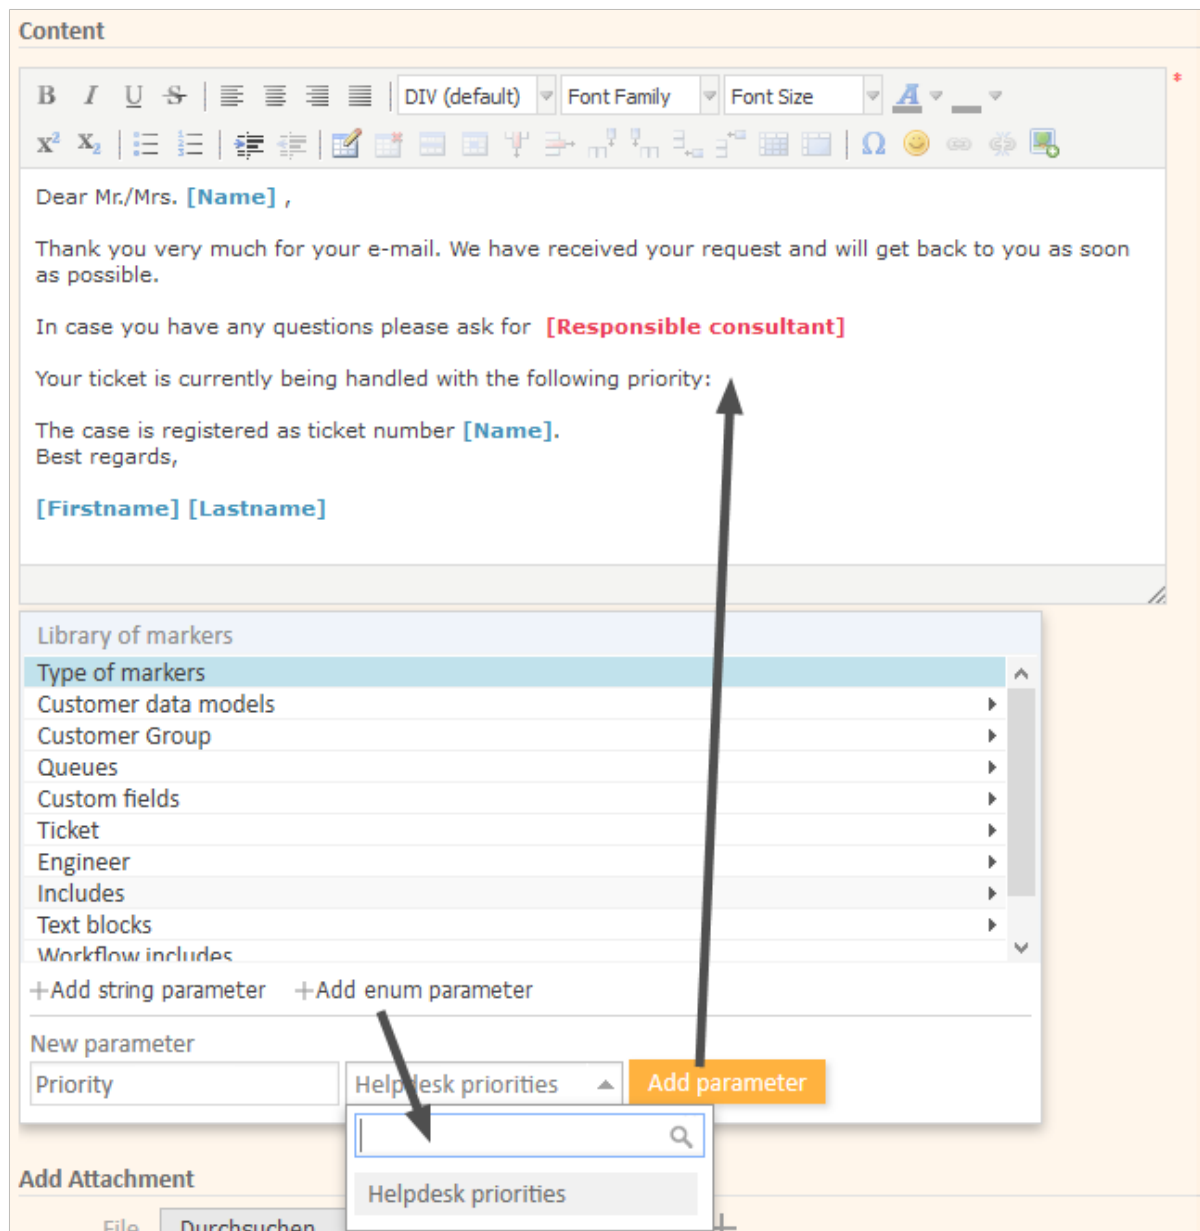 Content
B I U S DIV (default) Font Family Font Size A
x² X₂ Ω
*
Dear Mr./Mrs. [Name] ,
Thank you very much for your e-mail. We have received your request and will get back to you as soon
as possible.
In case you have any questions please ask for [Responsible consultant]
Your ticket is currently being handled with the following priority:
The case is registered as ticket number [Name].
Best regards,
[Firstname] [Lastname]
Library of markers
Type of markers
Customer data models
Customer Group
Queues
Custom fields
Ticket
Engineer
Includes
Text blocks
Workflow includes
+Add string parameter +Add enum parameter
New parameter
Priority Helpdesk priorities Add parameter
Helpdesk priorities
Add Attachment
File Durchsuchen